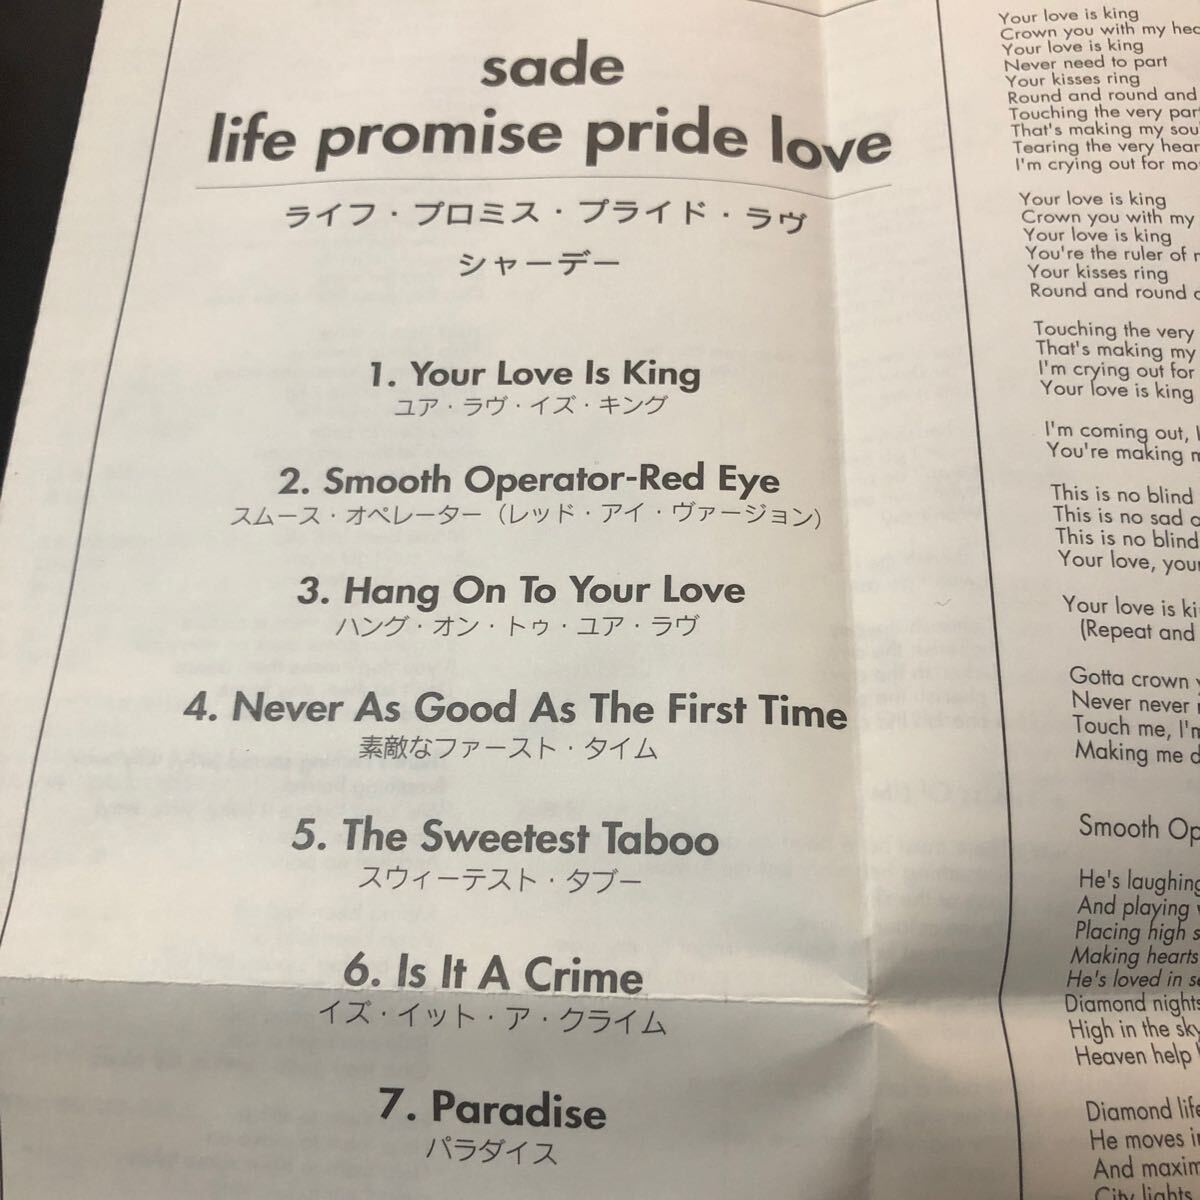 sade
life promise pride love
ライフ・プロミス・プライド・ラヴ
シャーデー
1. Your Love Is King
ユア・ラヴ・イズ・キング
2. Smooth Operator-Red Eye
スムース・オペレーター（レッド・アイ・ヴァージョン）
3. Hang On To Your Love
ハング・オン・トゥ・ユア・ラヴ
4. Never As Good As The First Time
素敵なファースト・タイム
5. The Sweetest Taboo
スウィーテスト・タブー
6. Is It A Crime
イズ・イット・ア・クライム
7. Paradise
パラダイス
Your love is king
Crown you with my
Your love is king
Never need to part
Your kisses ring
Round and round and
Touching the very
That's making my
Tearing the very
I'm crying out for
Your love is king
Crown you with my
Your love is king
You're the ruler of
Your kisses ring
Round and round
Touching the very
That's making my
I'm crying out for
Your love is king
I'm coming out,
You're making
This is no blind
This is no sad
This is no blind
Your love,
Your love is
(Repeat and
Gotta crown
Never never
Touch me,
Making me
Smooth
He's laughing
And playing
Placing high
Making hearts
He's loved in
Diamond nights
High in the sky
Heaven help
Diamond life
He moves
And
City lights